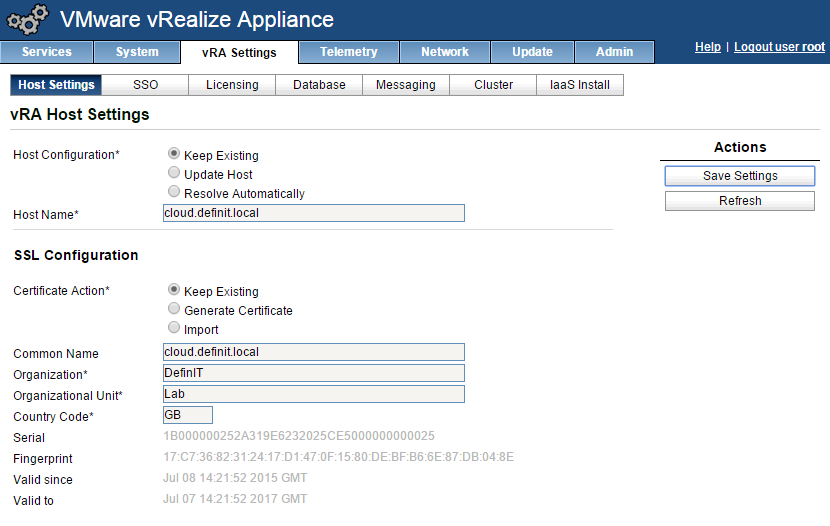 VMware vRealize Appliance
Services System vRA Settings Telemetry Network Update Admin Help | Logout user root
Host Settings SSO Licensing Database Messaging Cluster IaaS Install
vRA Host Settings
Actions
Save Settings
Refresh
Host Configuration* Keep Existing
Update Host
Resolve Automatically
Host Name* cloud.definit.local
SSL Configuration
Certificate Action* Keep Existing
Generate Certificate
Import
Common Name cloud.definit.local
Organization* DefinIT
Organizational Unit* Lab
Country Code* GB
Serial 1B000000252A319E6232025CE5000000000025
Fingerprint 17:C7:36:82:31:24:17:D1:47:0F:15:80:DE:BF:B6:6E:87:DB:04:8E
Valid since Jul 08 14:21:52 2015 GMT
Valid to Jul 07 14:21:52 2017 GMT